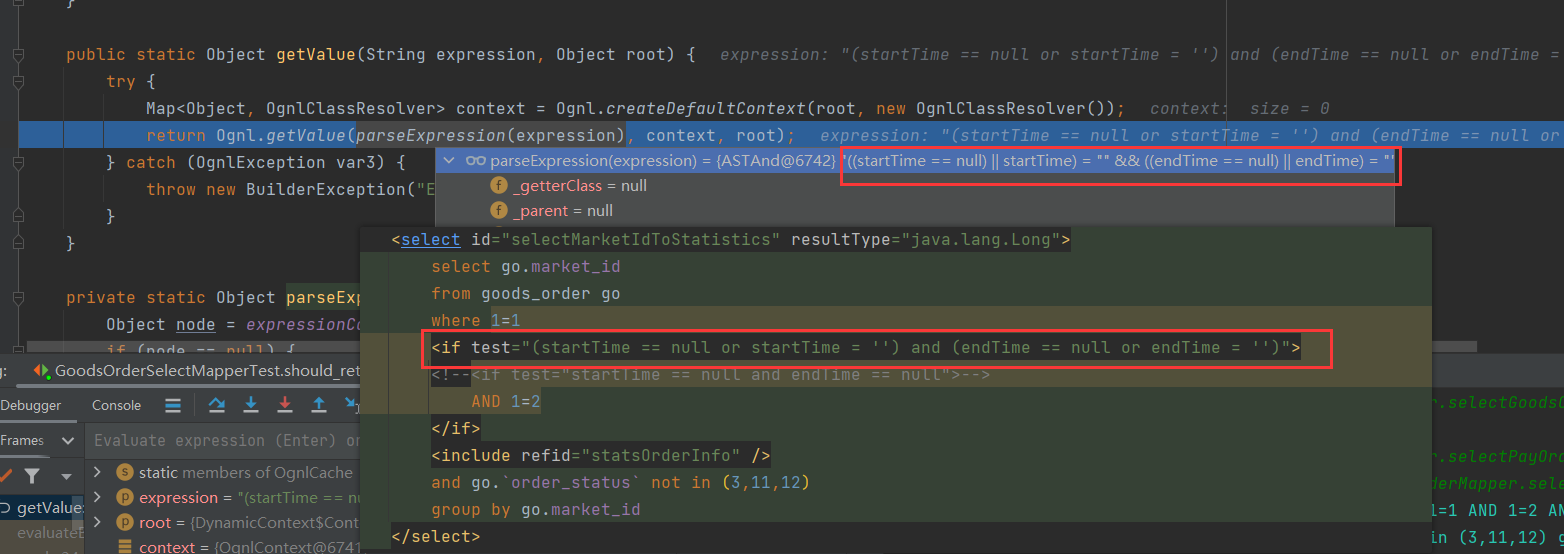 }
public static Object getValue(String expression, Object root) { expression: "(startTime == null or startTime = '') and (endTime == null or endTime =
try {
Map<Object, OgnlClassResolver> context = Ognl.createDefaultContext(root, new OgnlClassResolver()); context: size = 0
return Ognl.getValue(parseExpression(expression), context, root); expression: "(startTime == null or startTime = '') and (endTime == null or
} catch (OgnlException var3) {
parseExpression(expression) = {ASTAnd@6742} "((startTime == null) || startTime) = "" && ((endTime == null) || endTime) = ""
throw new BuilderException("E
_getterClass = null
}
_parent = null
}
<select id="selectMarketIdToStatistics" resultType="java.lang.Long">
select go.market_id
from goods_order go
private static Object parseExp
where 1=1
Object node = expressionCa
<if test="(startTime == null or startTime = '') and (endTime == null or endTime = '')">
if (node == null) {
<!--<if test="startTime == null and endTime == null">-->
AND 1=2
</if>
<include refid="statsOrderInfo" />
and go.`order_status` not in (3,11,12)
group by go.market_id
</select>
g:
GoodsOrderSelectMapperTest.should_ret
Debugger
Console
Frames
Evaluate expression (Enter) or
static members of OgnlCache
expression = "(startTime == nu
root = {DynamicContext$Cont
context = {OgnlContext@6741
getValue:
evaluateB
r.selectGoodsO
r.selectPayOrd
derMapper.sele
1=1 AND 1=2 AN
in (3,11,12) g